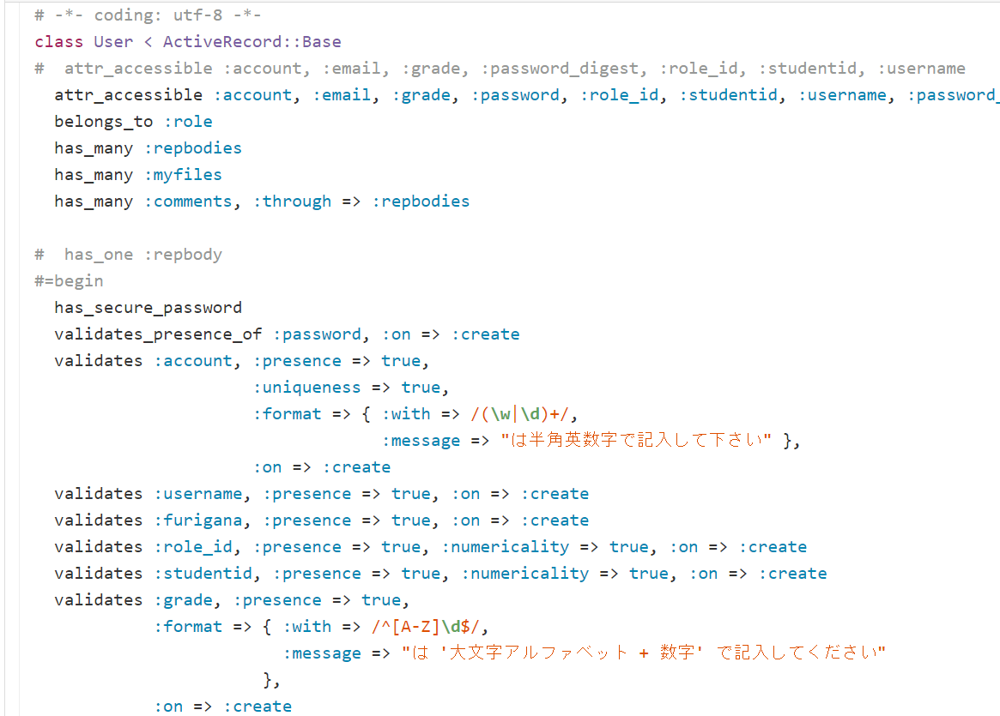 # -*- coding: utf-8 -*-
class User < ActiveRecord::Base
#  attr_accessible :account, :email, :grade, :password_digest, :role_id, :studentid, :username
  attr_accessible :account, :email, :grade, :password, :role_id, :studentid, :username, :password_
  belongs_to :role
  has_many :repbodies
  has_many :myfiles
  has_many :comments, :through => :repbodies

#  has_one :repbody
#=begin
  has_secure_password
  validates_presence_of :password, :on => :create
  validates :account, :presence => true,
                      :uniqueness => true,
                      :format => { :with => /(\w|\d)+/,
                                   :message => "は半角英数字で記入して下さい" },
                      :on => :create
  validates :username, :presence => true, :on => :create
  validates :furigana, :presence => true, :on => :create
  validates :role_id, :presence => true, :numericality => true, :on => :create
  validates :studentid, :presence => true, :numericality => true, :on => :create
  validates :grade, :presence => true,
            :format => { :with => /^[A-Z]\d$/,
                         :message => "は '大文字アルファベット + 数字' で記入してください"
                       },
            :on => :create